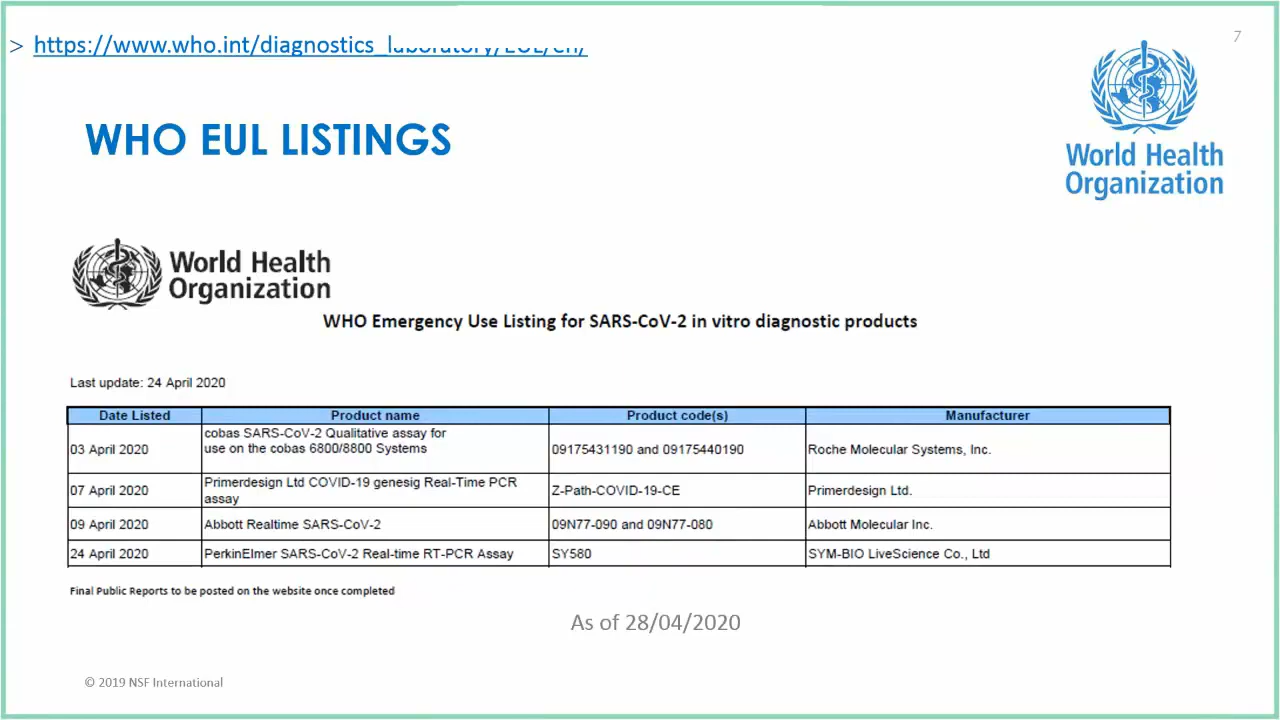 > https://www.who.int/diagnostics_laboratory/EUL/en/
7
World Health
Organization
WHO EUL LISTINGS
World Health
Organization
WHO Emergency Use Listing for SARS-CoV-2 in vitro diagnostic products
Last update: 24 April 2020
Date Listed Product name Product code(s) Manufacturer
03 April 2020 cobas SARS-CoV-2 Qualitative assay for
use on the cobas 6800/8800 Systems 09175431190 and 09175440190 Roche Molecular Systems, Inc.
07 April 2020 Primerdesign Ltd COVID-19 genesig Real-Time PCR
assay Z-Path-COVID-19-CE Primerdesign Ltd.
09 April 2020 Abbott Realtime SARS-CoV-2 09N77-090 and 09N77-080 Abbott Molecular Inc.
24 April 2020 PerkinElmer SARS-CoV-2 Real-time RT-PCR Assay SY580 SYM-BIO LiveScience Co., Ltd
Final Public Reports to be posted on the website once completed
As of 28/04/2020
© 2019 NSF International